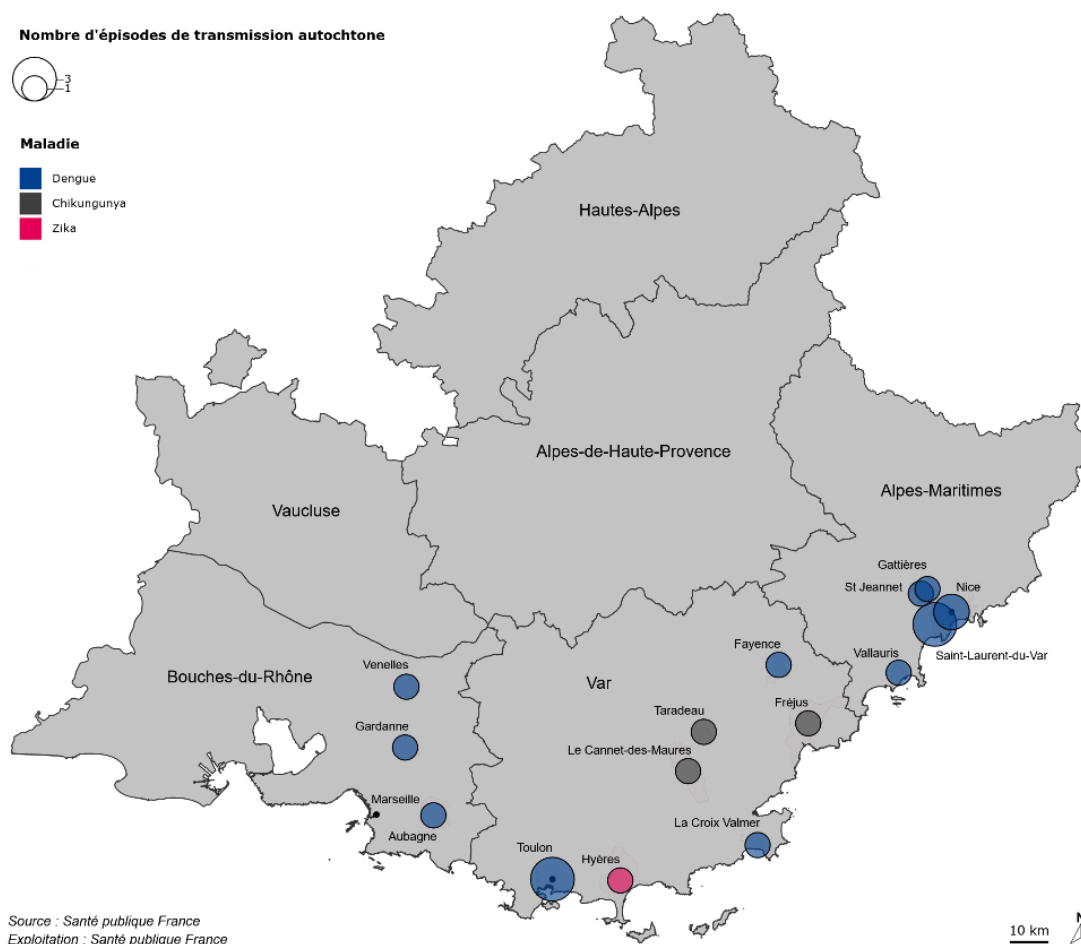 Nombre d'épisodes de transmission autochtone
3
1
Maladie
Dengue
Chikungunya
Zika
Hautes-Alpes
Alpes-de-Haute-Provence
Alpes-Maritimes
Vaucluse
Gattières
St Jeannet
Nice
Fayence
Vallauris
Saint-Laurent-du-Var
Venelles
Bouches-du-Rhône
Var
Taradeau
Fréjus
Gardanne
Le Cannet-des-Maures
Marseille
Aubagne
La Croix Valmer
Toulon
Hyères
Source : Santé publique France
Exploitation : Santé publique France
10 km
N